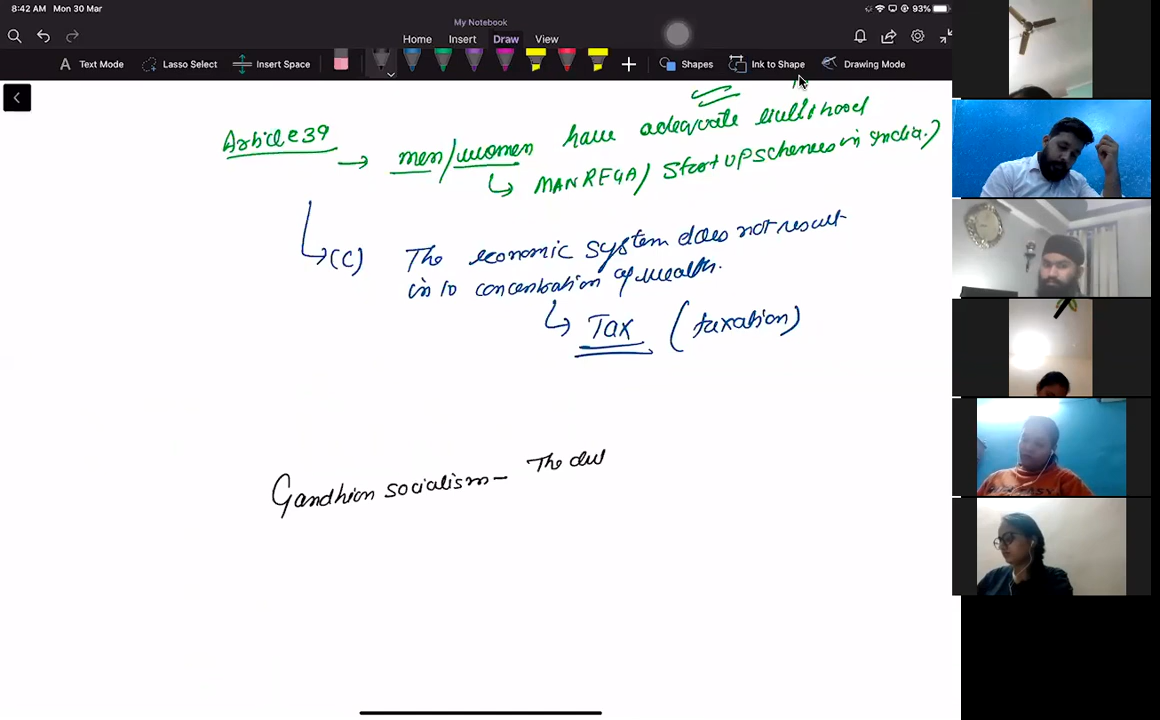 8:42 AM Mon 30 Mar
93%
My Notebook
Home Insert Draw View
Text Mode Lasso Select Insert Space Shapes Ink to Shape Drawing Mode
Article 39 → men/women have adequate livlihood
↳ MANREGA/ Start UP Schemes in India.)
↳(C) The economic system does not result
in to concentration of wealth.
↳ Tax (taxation)
Gandhian socialism– The